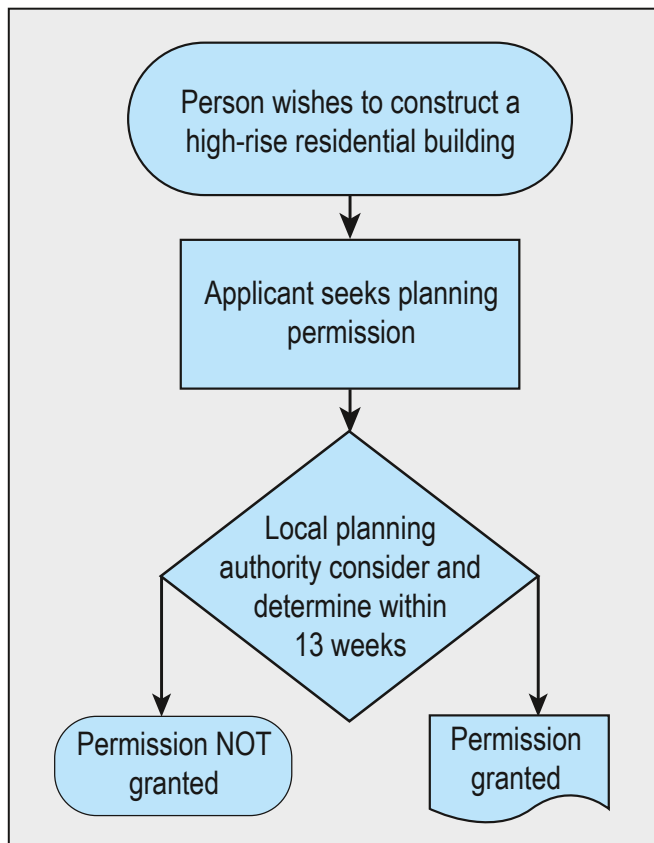 Person wishes to construct a
high-rise residential building
Applicant seeks planning
permission
Local planning
authority consider and
determine within
13 weeks
Permission NOT
granted
Permission
granted